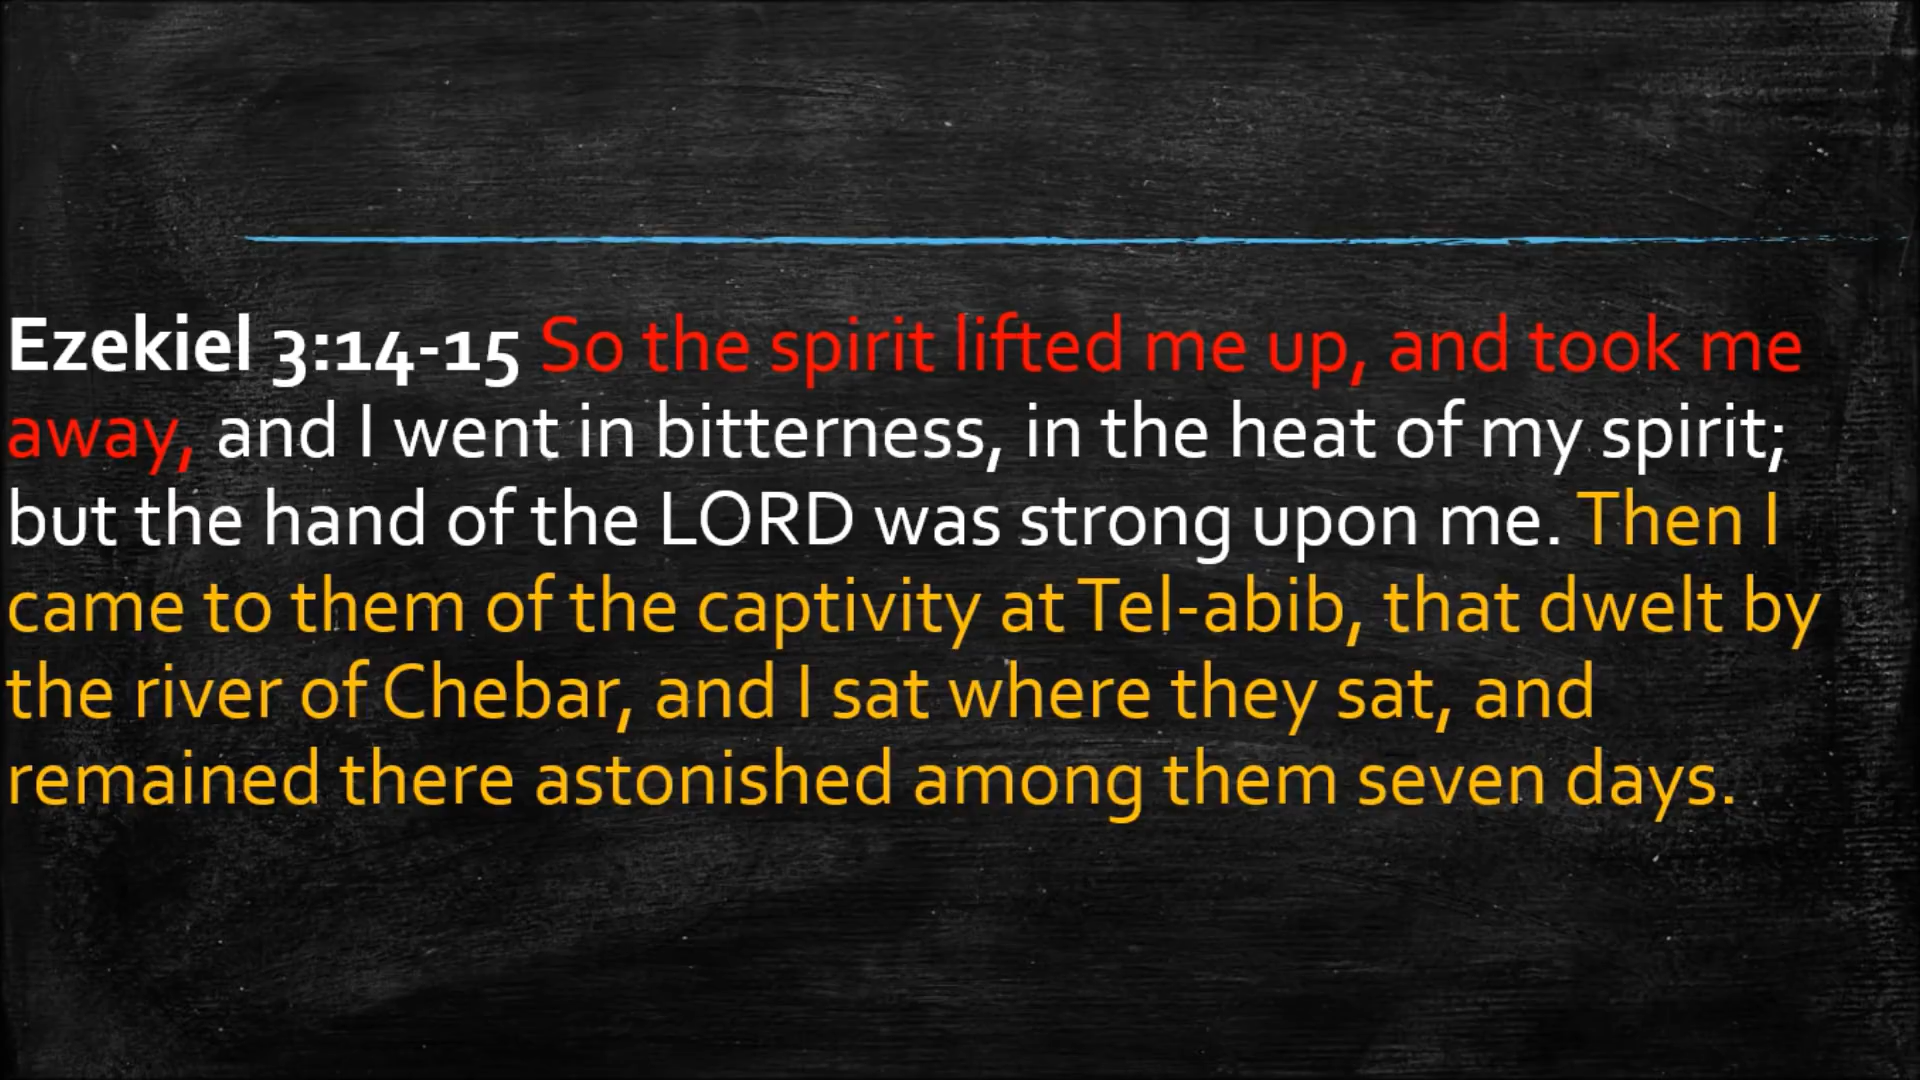 Ezekiel 3:14-15 So the spirit lifted me up, and took me
away, and I went in bitterness, in the heat of my spirit;
but the hand of the LORD was strong upon me. Then I
came to them of the captivity at Tel-abib, that dwelt by
the river of Chebar, and I sat where they sat, and
remained there astonished among them seven days.